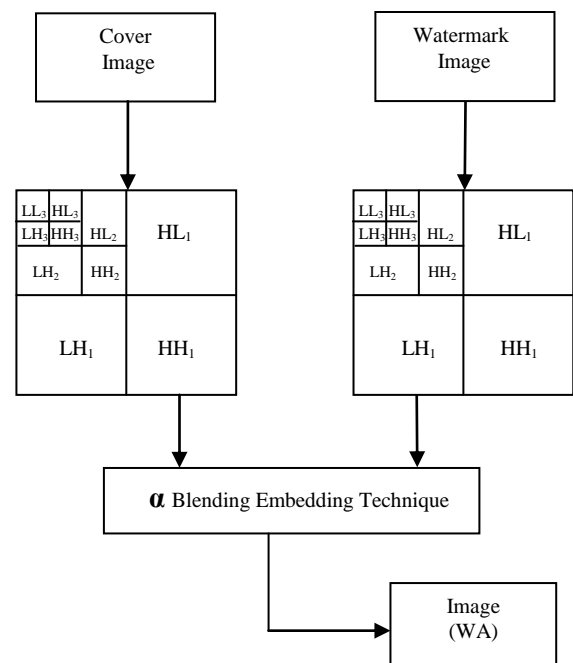 Cover
Image
Watermark
Image
LL₃ HL₃
LH₃ HH₃ HL₂
HL₁
LH₂ HH₂
LH₁ HH₁
LL₃ HL₃
LH₃ HH₃ HL₂
HL₁
LH₂ HH₂
LH₁ HH₁
α Blending Embedding Technique
Image
(WA)